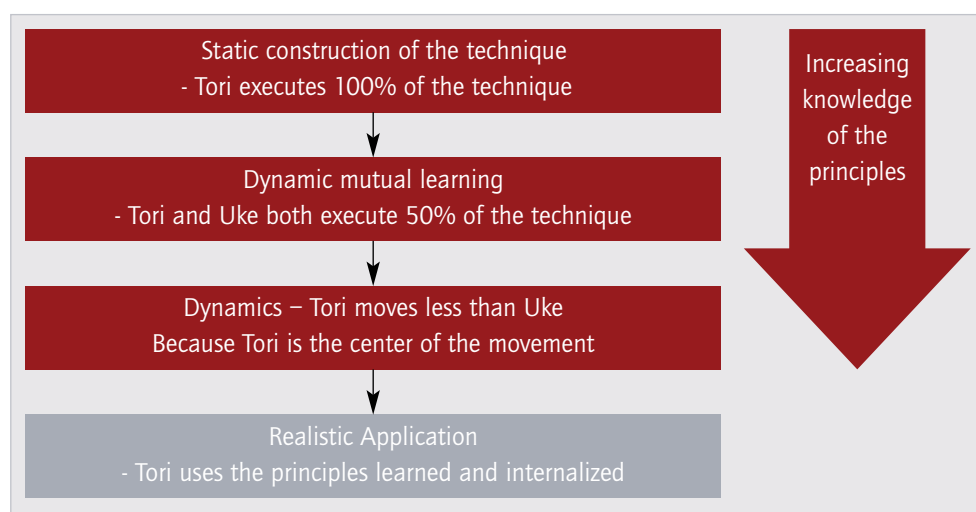 Static construction of the technique
- Tori executes 100% of the technique
Dynamic mutual learning
- Tori and Uke both execute 50% of the technique
Dynamics – Tori moves less than Uke
Because Tori is the center of the movement
Realistic Application
- Tori uses the principles learned and internalized
Increasing
knowledge
of the
principles